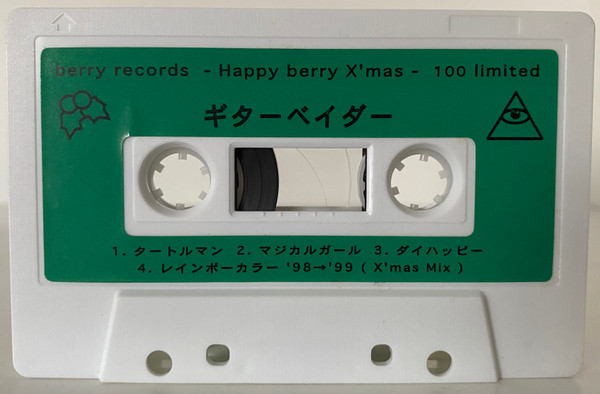 berry records - Happy berry X'mas - 100 limited
ギターベイダー
1. タートルマン 2. マジカルガール 3. ダイハッピー
4. レインボーカラー '98→'99 ( X'mas Mix )